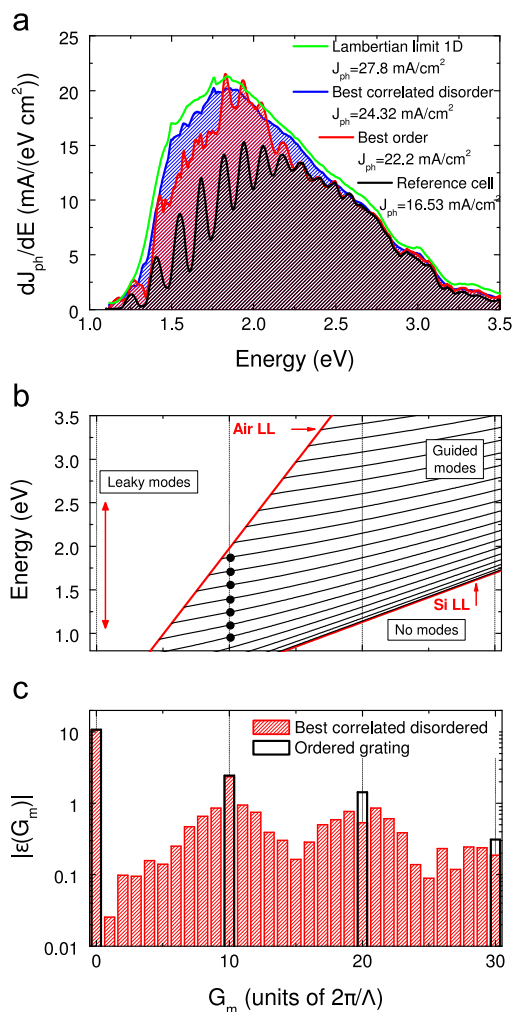 a
25
20
15
10
5
0
dJph/dE (mA/(eV cm²))
Lambertian limit 1D
Jph=27.8 mA/cm²
Best correlated disorder
Jph=24.32 mA/cm²
Best order
Jph=22.2 mA/cm²
Reference cell
Jph=16.53 mA/cm²
1.0 1.5 2.0 2.5 3.0 3.5
Energy (eV)
b
3.5
3.0
2.5
2.0
1.5
1.0
Energy (eV)
Air LL
Leaky modes
Guided
modes
Si LL
No modes
c
10
1
0.1
0.01
|ε(Gm)|
Best correlated disordered
Ordered grating
0 10 20 30
Gm (units of 2π/Λ)